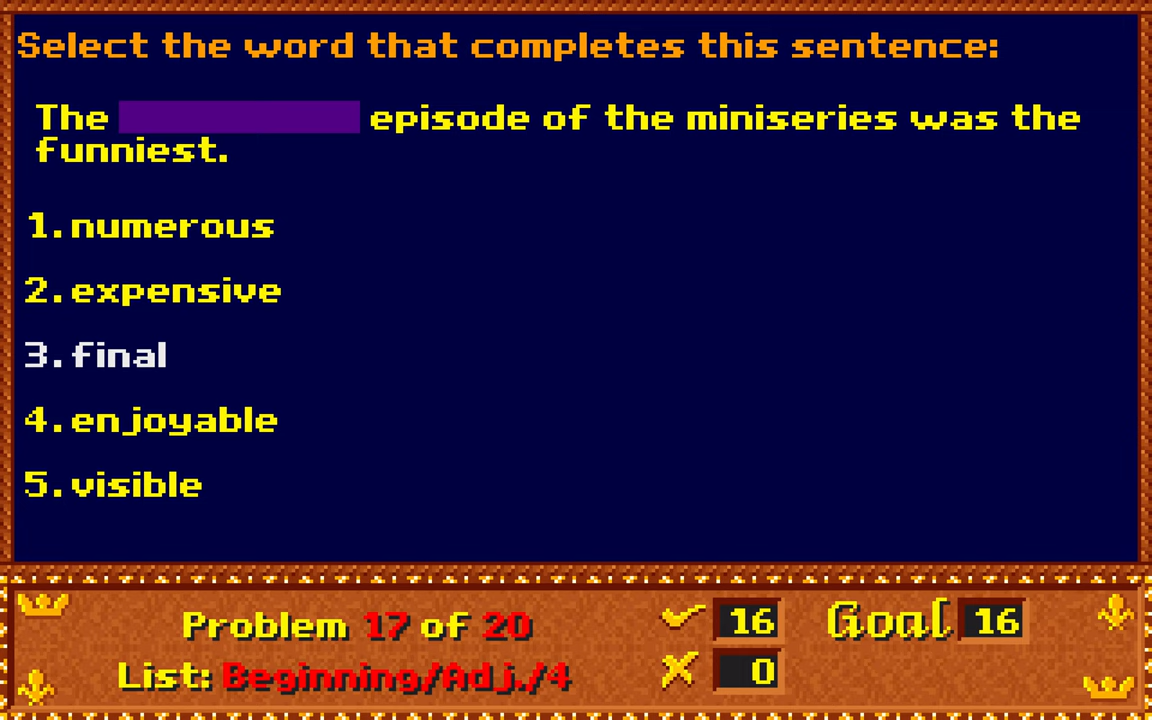 Select the word that completes this sentence:
The episode of the miniseries was the
funniest.
1. numerous
2. expensive
3. final
4. enjoyable
5. visible
Problem 17 of 20
16
Goal 16
List: Beginning/Adj./4
0